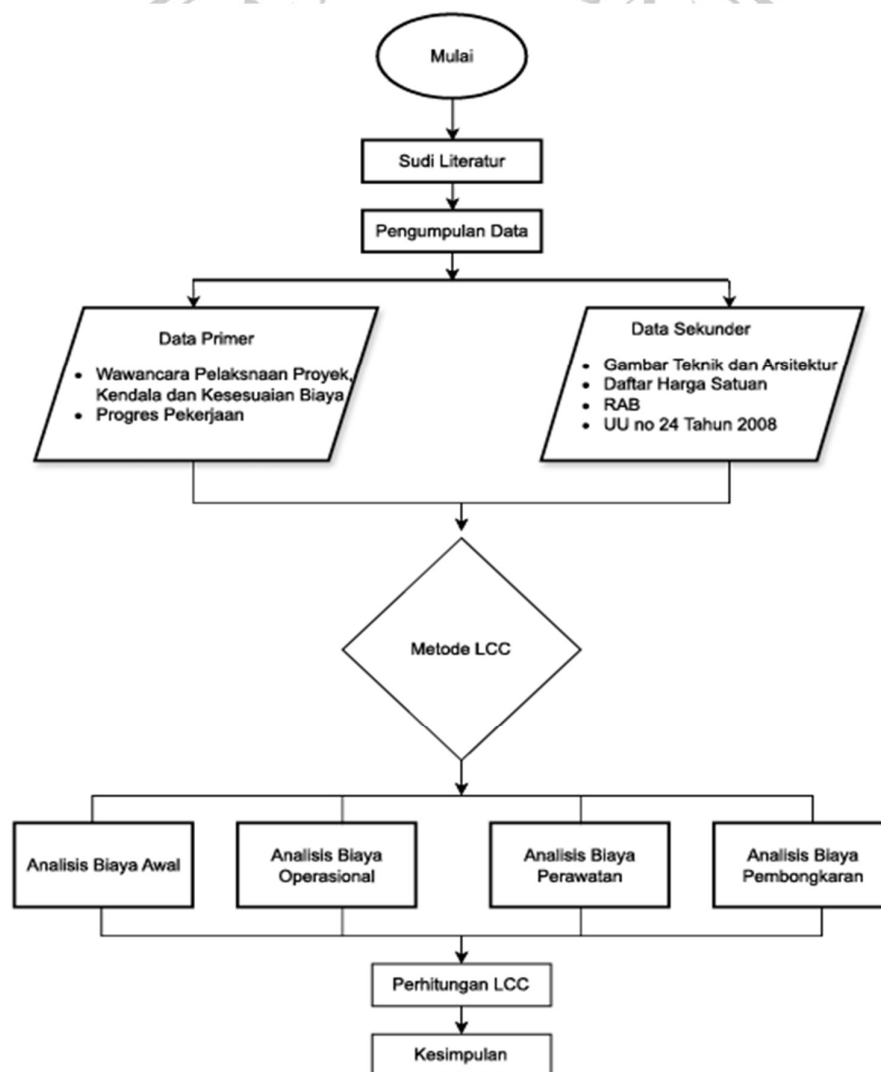 Mulai
Sudi Literatur
Pengumpulan Data
Data Primer
• Wawancara Pelaksnaan Proyek,
Kendala dan Kesesuaian Biaya
• Progres Pekerjaan
Data Sekunder
• Gambar Teknik dan Arsitektur
• Daftar Harga Satuan
• RAB
• UU no 24 Tahun 2008
Metode LCC
Analisis Biaya Awal
Analisis Biaya
Operasional
Analisis Biaya
Perawatan
Analisis Biaya
Pembongkaran
Perhitungan LCC
Kesimpulan